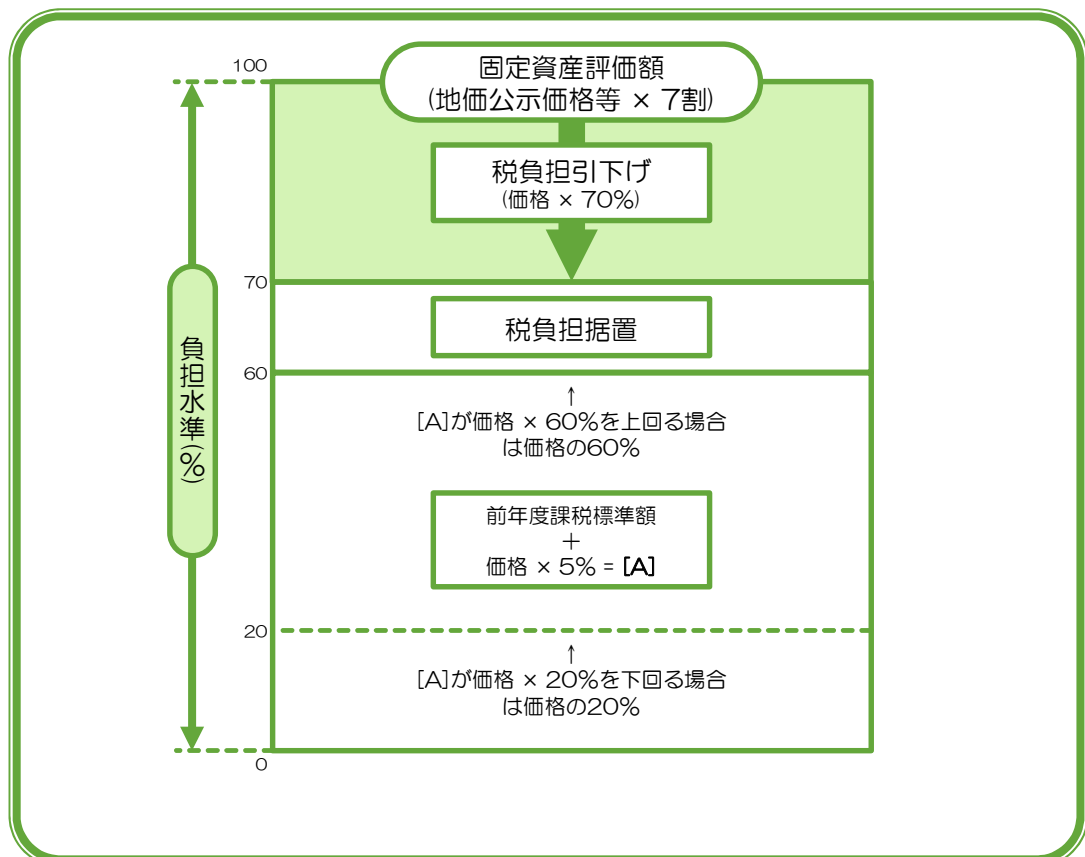 固定資産評価額
(地価公示価格等 × 7割)
100
税負担引下げ
(価格 × 70%)
70
税負担据置
60
負担水準(%)
↑
[A]が価格 × 60%を上回る場合
は価格の60%
前年度課税標準額
+
価格 × 5% = [A]
20
↑
[A]が価格 × 20%を下回る場合
は価格の20%
0